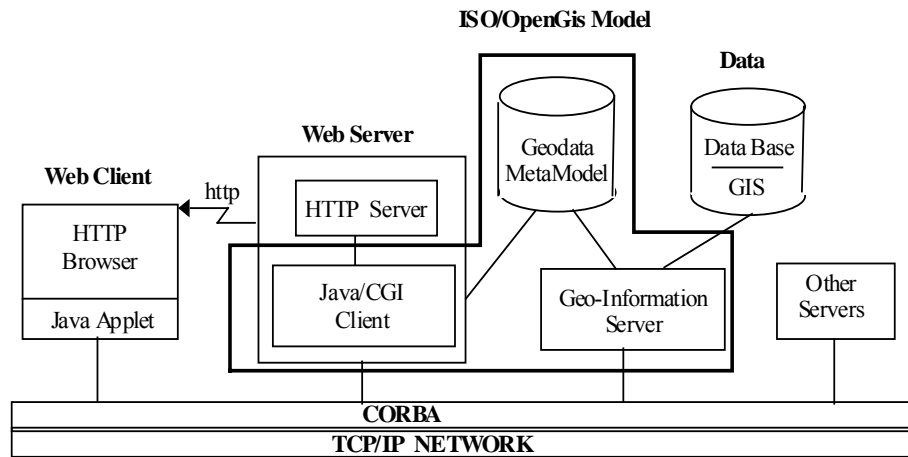 ISO/OpenGis Model
Data
Web Server
Web Client
http
HTTP
Browser
Java Applet
HTTP Server
Java/CGI
Client
Geodata
MetaModel
Data Base
GIS
Geo-Information
Server
Other
Servers
CORBA
TCP/IP NETWORK